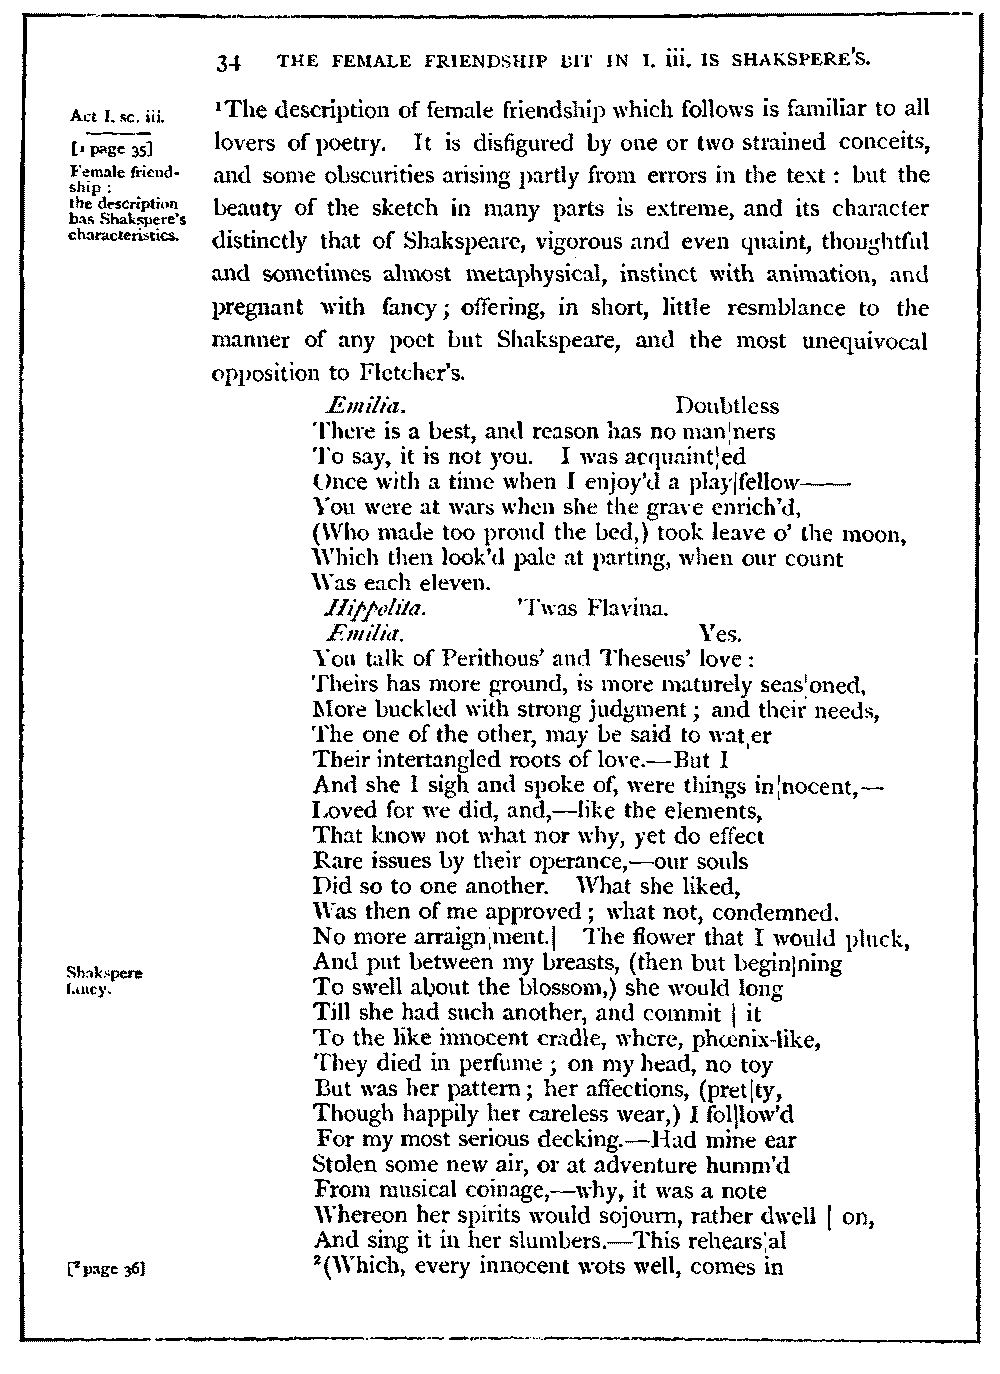 34 THE FEMALE FRIENDSHIP BIT IN I. iii. IS SHAKSPERE'S.
Act I. sc. iii.
[1 page 35]
Female friend-
ship :
the description
has Shakspere's
characteristics.
¹The description of female friendship which follows is familiar to all
lovers of poetry. It is disfigured by one or two strained conceits,
and some obscurities arising partly from errors in the text : but the
beauty of the sketch in many parts is extreme, and its character
distinctly that of Shakspeare, vigorous and even quaint, thoughtful
and sometimes almost metaphysical, instinct with animation, and
pregnant with fancy ; offering, in short, little resmblance to the
manner of any poet but Shakspeare, and the most unequivocal
opposition to Fletcher's.
Emilia. Doubtless
There is a best, and reason has no man|ners
To say, it is not you. I was acquaint|ed
Once with a time when I enjoy'd a play|fellow——
You were at wars when she the grave enrich'd,
(Who made too proud the bed,) took leave o' the moon,
Which then look'd pale at parting, when our count
Was each eleven.
Hippolita. 'Twas Flavina.
Emilia. Yes.
You talk of Perithous' and Theseus' love :
Theirs has more ground, is more maturely seas|oned,
More buckled with strong judgment ; and their needs,
The one of the other, may be said to wat|er
Their intertangled roots of love.—But I
And she I sigh and spoke of, were things in|nocent,—
Loved for we did, and,—like the elements,
That know not what nor why, yet do effect
Rare issues by their operance,—our souls
Did so to one another. What she liked,
Was then of me approved ; what not, condemned.
No more arraign|ment.| The flower that I would pluck,
And put between my breasts, (then but begin|ning
To swell about the blossom,) she would long
Till she had such another, and commit | it
To the like innocent cradle, where, phœnix-like,
They died in perfume ; on my head, no toy
But was her pattern ; her affections, (pret|ty,
Though happily her careless wear,) I fol|low'd
For my most serious decking.—Had mine ear
Stolen some new air, or at adventure humm'd
From musical coinage,—why, it was a note
Whereon her spirits would sojourn, rather dwell | on,
And sing it in her slumbers.—This rehears|al
²(Which, every innocent wots well, comes in
Shakspere
fancy.
[² page 36]